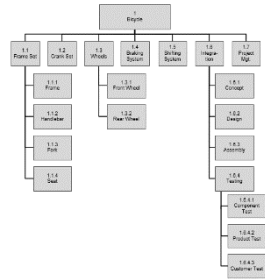 1
Bicycle
1.1
Frame Set
1.2
Crank Set
1.3
Wheels
1.4
Braking
System
1.5
Shifting
System
1.6
Integra-
tion
1.7
Project
Mgt.
1.1.1
Frame
1.1.2
Handlebar
1.1.3
Fork
1.1.4
Seat
1.3.1
Front Wheel
1.3.2
Rear Wheel
1.6.1
Concept
1.6.2
Design
1.6.3
Assembly
1.6.4
Testing
1.6.4.1
Component
Test
1.6.4.2
Product Test
1.6.4.3
Customer Test